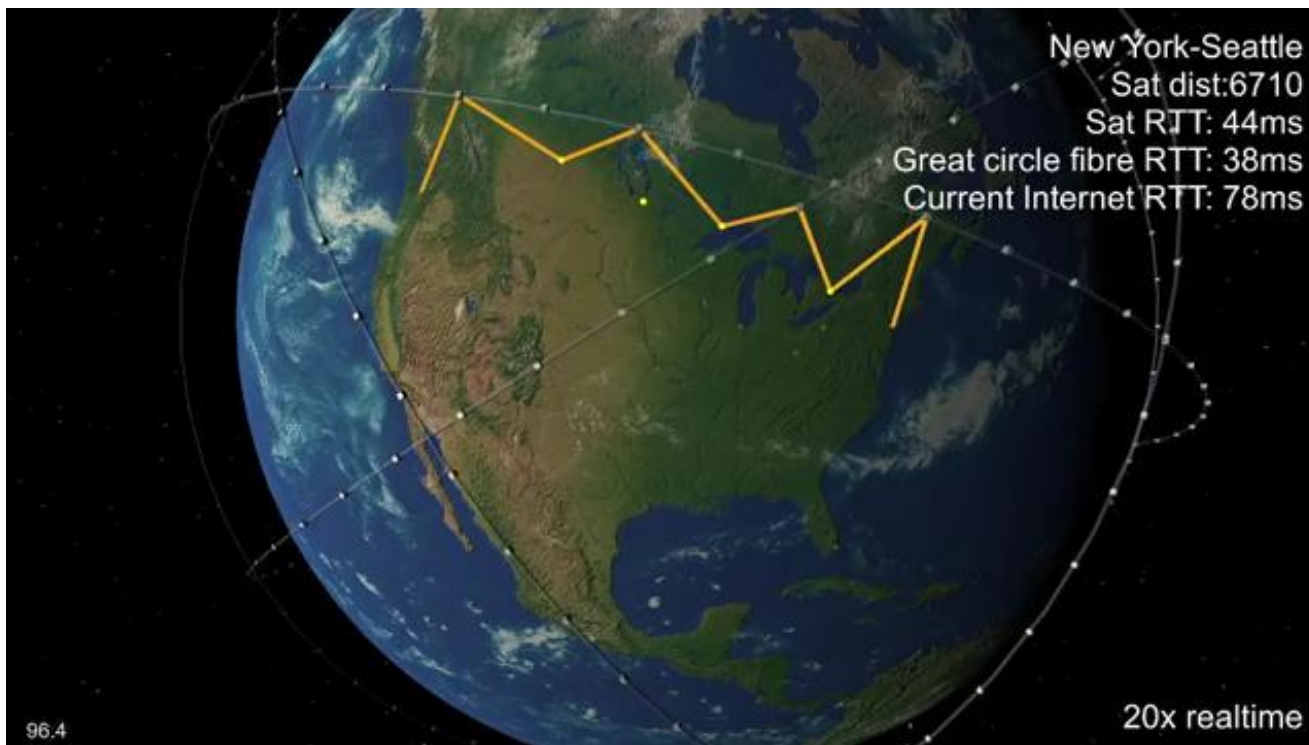 New York-Seattle
Sat dist:6710
Sat RTT: 44ms
Great circle fibre RTT: 38ms
Current Internet RTT: 78ms
96.4
20x realtime